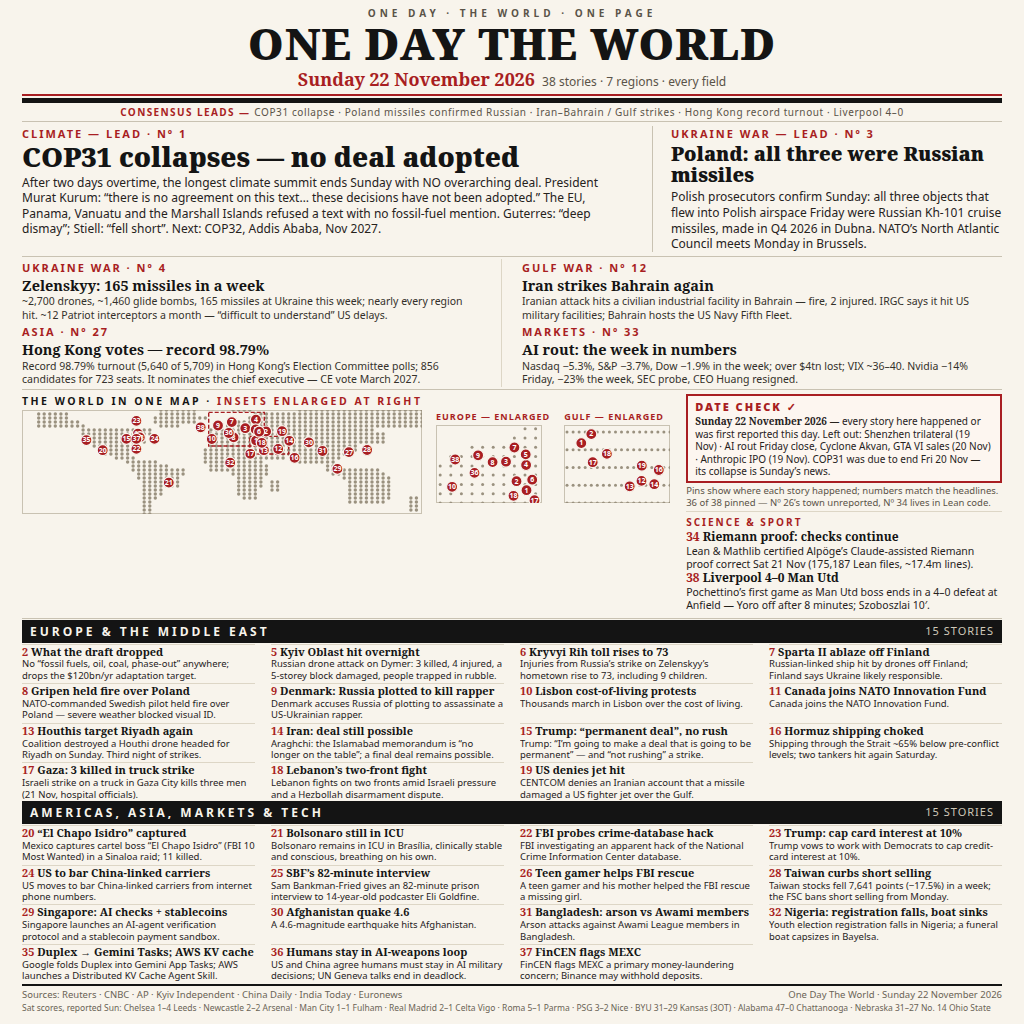 ONE DAY · THE WORLD · ONE PAGE
ONE DAY THE WORLD
Sunday 22 November 2026 38 stories · 7 regions · every field
CONSENSUS LEADS — COP31 collapse · Poland missiles confirmed Russian · Iran–Bahrain / Gulf strikes · Hong Kong record turnout · Liverpool 4–0
CLIMATE — LEAD · Nº 1
COP31 collapses — no deal adopted
After two days overtime, the longest climate summit ends Sunday with NO overarching deal. President
Murat Kurum: “there is no agreement on this text... these decisions have not been adopted.” The EU,
Panama, Vanuatu and the Marshall Islands refused a text with no fossil-fuel mention. Guterres: “deep
dismay”; Stiell: “fell short”. Next: COP32, Addis Ababa, Nov 2027.
UKRAINE WAR — LEAD · Nº 3
Poland: all three were Russian
missiles
Polish prosecutors confirm Sunday: all three objects that
flew into Polish airspace Friday were Russian Kh-101 cruise
missiles, made in Q4 2026 in Dubna. NATO’s North Atlantic
Council meets Monday in Brussels.
UKRAINE WAR · Nº 4
Zelenskyy: 165 missiles in a week
~2,700 drones, ~1,460 glide bombs, 165 missiles at Ukraine this week; nearly every region
hit. ~12 Patriot interceptors a month — “difficult to understand” US delays.
GULF WAR · Nº 12
Iran strikes Bahrain again
Iranian attack hits a civilian industrial facility in Bahrain — fire, 2 injured. IRGC says it hit US
military facilities; Bahrain hosts the US Navy Fifth Fleet.
ASIA · Nº 27
Hong Kong votes — record 98.79%
Record 98.79% turnout (5,640 of 5,709) in Hong Kong’s Election Committee polls; 856
candidates for 723 seats. It nominates the chief executive — CE vote March 2027.
MARKETS · Nº 33
AI rout: the week in numbers
Nasdaq −5.3%, S&P −3.7%, Dow −1.9% in the week; over $4tn lost; VIX ~36–40. Nvidia −14%
Friday, −23% the week, SEC probe, CEO Huang resigned.
THE WORLD IN ONE MAP · INSETS ENLARGED AT RIGHT
EUROPE — ENLARGED
GULF — ENLARGED
DATE CHECK ✓
Sunday 22 November 2026 — every story here happened or
was first reported this day. Left out: Shenzhen trilateral (19
Nov) · AI rout Friday close, Cyclone Akvan, GTA VI sales (20 Nov)
· Anthropic IPO (19 Nov). COP31 was due to end Fri 20 Nov —
its collapse is Sunday’s news.
Pins show where each story happened; numbers match the headlines.
36 of 38 pinned — Nº 26’s town unreported, Nº 34 lives in Lean code.
SCIENCE & SPORT
34 Riemann proof: checks continue
Lean & Mathlib certified Alpöge’s Claude-assisted Riemann
proof correct Sat 21 Nov (175,187 Lean files, ~17.4m lines).
38 Liverpool 4–0 Man Utd
Pochettino’s first game as Man Utd boss ends in a 4–0 defeat at
Anfield — Yoro off after 8 minutes; Szoboszlai 10′.
EUROPE & THE MIDDLE EAST 15 STORIES
2 What the draft dropped
No “fossil fuels, oil, coal, phase-out” anywhere;
drops the $120bn/yr adaptation target.
5 Kyiv Oblast hit overnight
Russian drone attack on Dymer: 3 killed, 4 injured, a
5-storey block damaged, people trapped in rubble.
6 Kryvyi Rih toll rises to 73
Injuries from Russia’s strike on Zelenskyy’s
hometown rise to 73, including 9 children.
7 Sparta II ablaze off Finland
Russian-linked ship hit by drones off Finland;
Finland says Ukraine likely responsible.
8 Gripen held fire over Poland
NATO-commanded Swedish pilot held fire over
Poland — severe weather blocked visual ID.
9 Denmark: Russia plotted to kill rapper
Denmark accuses Russia of plotting to assassinate a
US-Ukrainian rapper.
10 Lisbon cost-of-living protests
Thousands march in Lisbon over the cost of living.
11 Canada joins NATO Innovation Fund
Canada joins the NATO Innovation Fund.
13 Houthis target Riyadh again
Coalition destroyed a Houthi drone headed for
Riyadh on Sunday. Third night of strikes.
14 Iran: deal still possible
Araghchi: the Islamabad memorandum is “no
longer on the table”; a final deal remains possible.
15 Trump: “permanent deal”, no rush
Trump: “I’m going to make a deal that is going to be
permanent” — and “not rushing” a strike.
16 Hormuz shipping choked
Shipping through the Strait ~65% below pre-conflict
levels; two tankers hit again Saturday.
17 Gaza: 3 killed in truck strike
Israeli strike on a truck in Gaza City kills three men
(21 Nov, hospital officials).
18 Lebanon’s two-front fight
Lebanon fights on two fronts amid Israeli pressure
and a Hezbollah disarmament dispute.
19 US denies jet hit
CENTCOM denies an Iranian account that a missile
damaged a US fighter jet over the Gulf.
AMERICAS, ASIA, MARKETS & TECH 15 STORIES
20 “El Chapo Isidro” captured
Mexico captures cartel boss “El Chapo Isidro” (FBI 10
Most Wanted) in a Sinaloa raid; 11 killed.
21 Bolsonaro still in ICU
Bolsonaro remains in ICU in Brasília, clinically stable
and conscious, breathing on his own.
22 FBI probes crime-database hack
FBI investigating an apparent hack of the National
Crime Information Center database.
23 Trump: cap card interest at 10%
Trump vows to work with Democrats to cap credit-
card interest at 10%.
24 US to bar China-linked carriers
US moves to bar China-linked carriers from internet
phone numbers.
25 SBF’s 82-minute interview
Sam Bankman-Fried gives an 82-minute prison
interview to 14-year-old podcaster Eli Goldfine.
26 Teen gamer helps FBI rescue
A teen gamer and his mother helped the FBI rescue
a missing girl.
28 Taiwan curbs short selling
Taiwan stocks fell 7,641 points (−17.5%) in a week;
the FSC bans short selling from Monday.
29 Singapore: AI checks + stablecoins
Singapore launches an AI-agent verification
protocol and a stablecoin payment sandbox.
30 Afghanistan quake 4.6
A 4.6-magnitude earthquake hits Afghanistan.
31 Bangladesh: arson vs Awami members
Arson attacks against Awami League members in
Bangladesh.
32 Nigeria: registration falls, boat sinks
Youth election registration falls in Nigeria; a funeral
boat capsizes in Bayelsa.
35 Duplex → Gemini Tasks; AWS KV cache
Google folds Duplex into Gemini App Tasks; AWS
launches a Distributed KV Cache Agent Skill.
36 Humans stay in AI-weapons loop
US and China agree humans must stay in AI military
decisions; UN Geneva talks end in deadlock.
37 FinCEN flags MEXC
FinCEN flags MEXC a primary money-laundering
concern; Binance may withhold deposits.
Sources: Reuters · CNBC · AP · Kyiv Independent · China Daily · India Today · Euronews
One Day The World · Sunday 22 November 2026
Sat scores, reported Sun: Chelsea 1–4 Leeds · Newcastle 2–2 Arsenal · Man City 1–1 Fulham · Real Madrid 2–1 Celta Vigo · Roma 5–1 Parma · PSG 3–2 Nice · BYU 31–29 Kansas (3OT) · Alabama 47–0 Chattanooga · Nebraska 31–27 No. 14 Ohio State